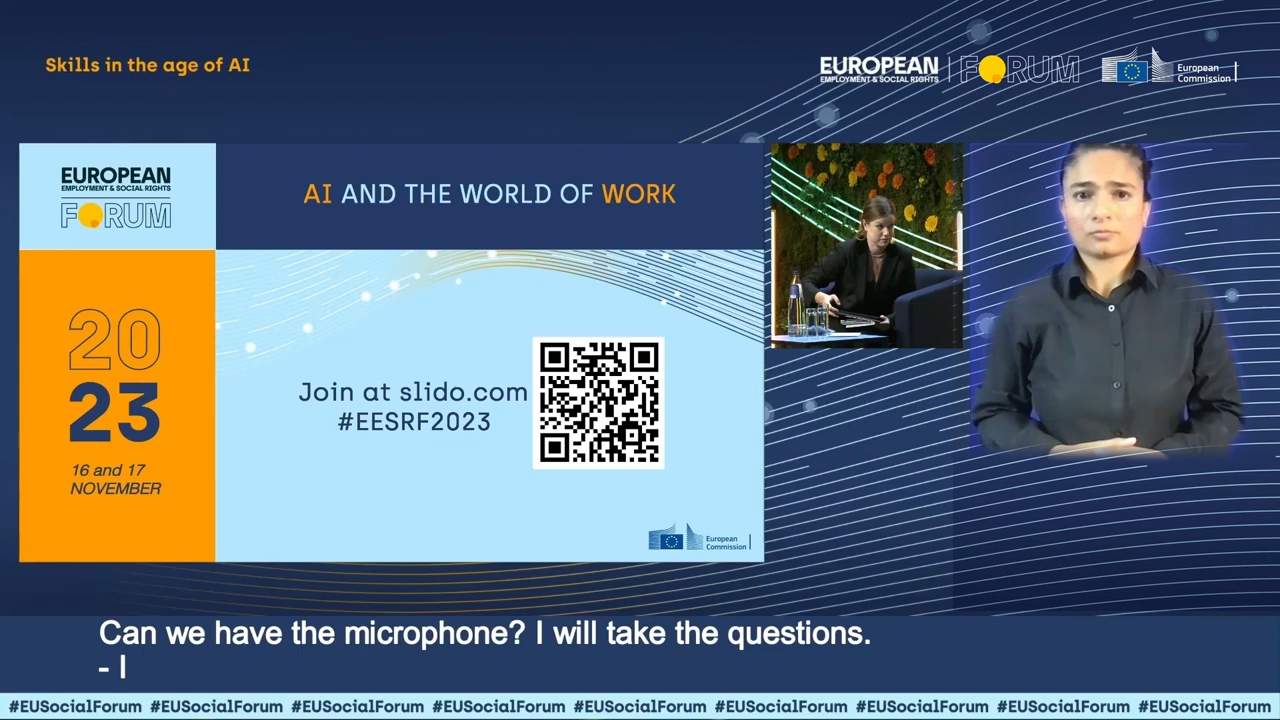 Skills in the age of AI
EUROPEAN
EMPLOYMENT & SOCIAL RIGHTS
FORUM
European
Commission
EUROPEAN
EMPLOYMENT & SOCIAL RIGHTS
FORUM
AI AND THE WORLD OF WORK
20
23
16 and 17
NOVEMBER
Join at slido.com
#EESRF2023
European
Commission
Can we have the microphone? I will take the questions.
- I
#EUSocialForum #EUSocialForum #EUSocialForum #EUSocialForum #EUSocialForum #EUSocialForum #EUSocialForum #EUSocialForum #EUSocialForum